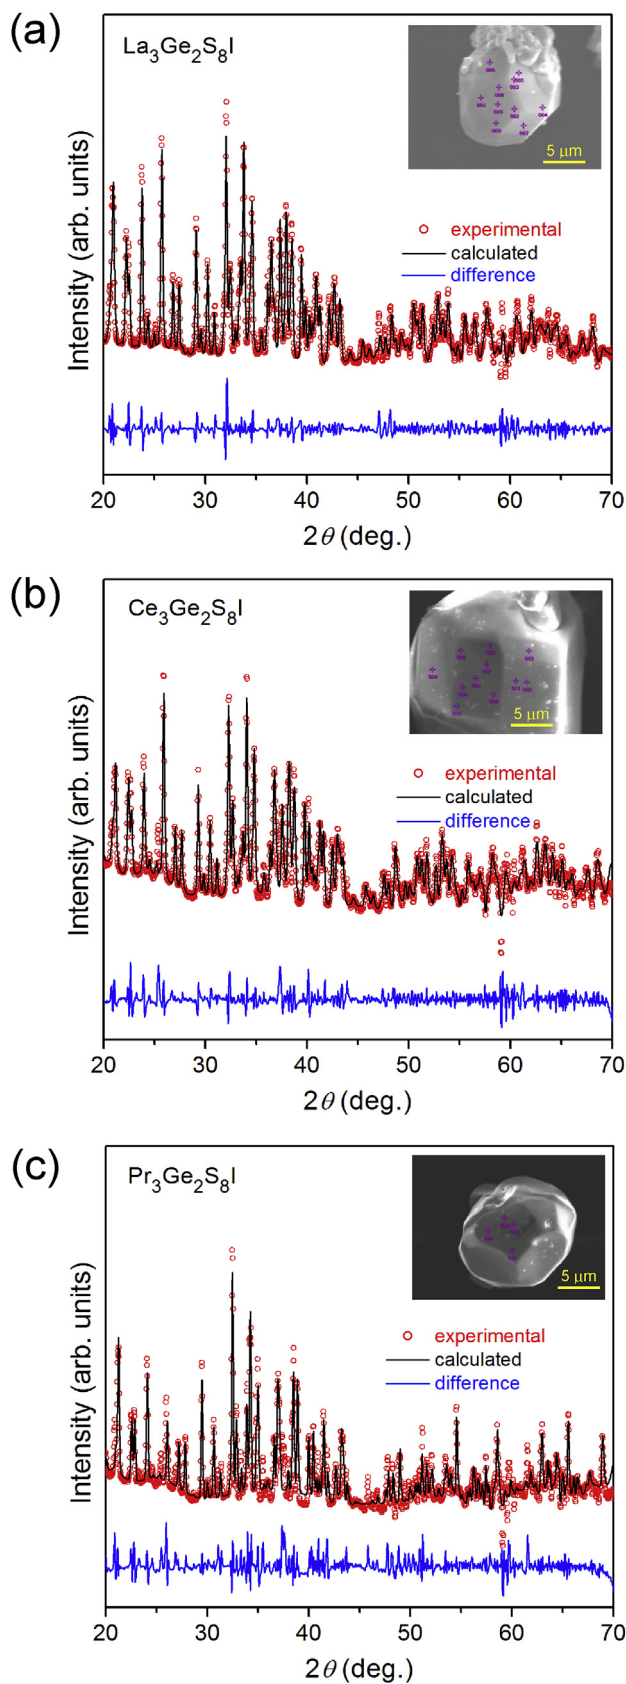 (a)
La3Ge2S8I
5 μm
experimental
calculated
difference
Intensity (arb. units)
20 30 40 50 60 70
2θ (deg.)
(b)
Ce3Ge2S8I
5 μm
experimental
calculated
difference
Intensity (arb. units)
20 30 40 50 60 70
2θ (deg.)
(c)
Pr3Ge2S8I
5 μm
experimental
calculated
difference
Intensity (arb. units)
20 30 40 50 60 70
2θ (deg.)